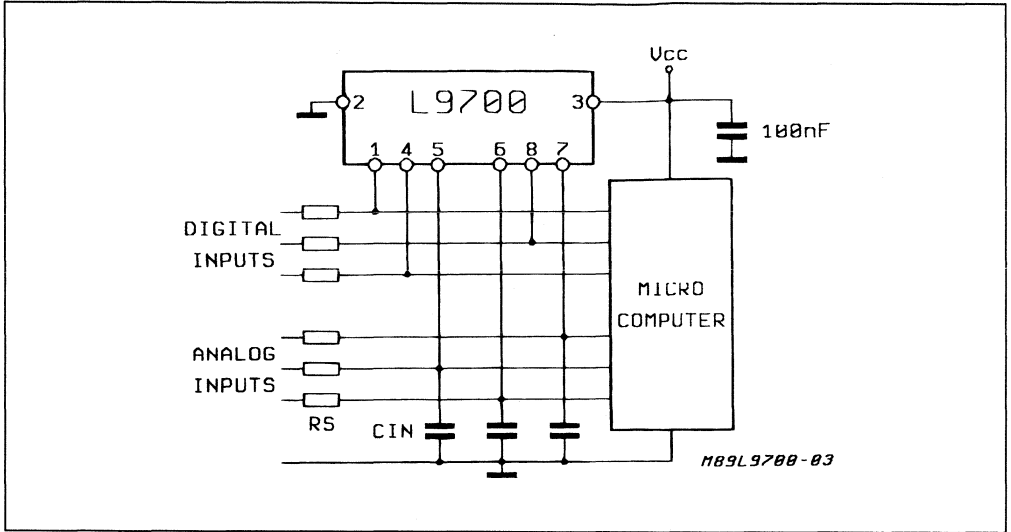 Vcc
L9700
2
3
100nF
1 4 5 6 8 7
DIGITAL
INPUTS
MICRO
COMPUTER
ANALOG
INPUTS
RS
CIN
M89L9700-03